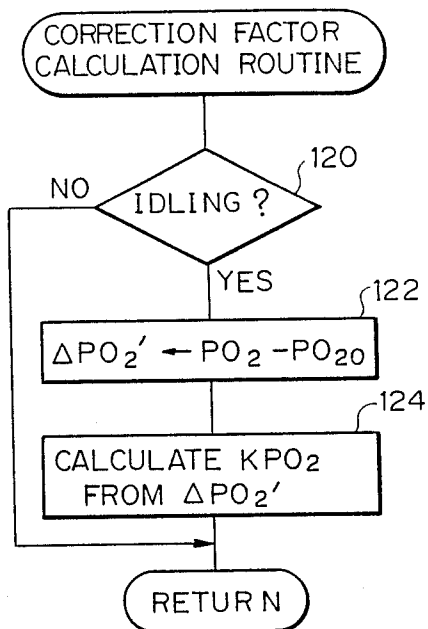 CORRECTION FACTOR
CALCULATION ROUTINE
120
NO
IDLING ?
YES
122
ΔPO₂' ← PO₂ −PO₂₀
124
CALCULATE KPO₂
FROM ΔPO₂'
RETURN